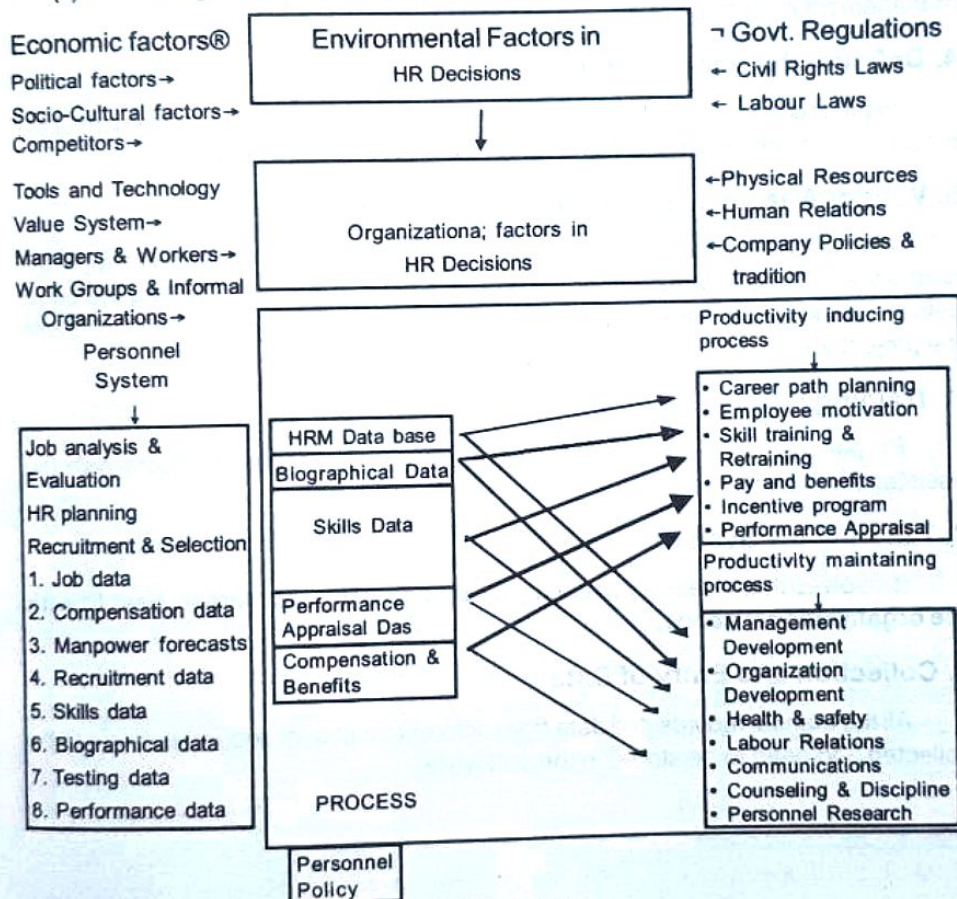 Economic factors®
Political factors→
Socio-Cultural factors→
Competitors→
Environmental Factors in
HR Decisions
¬ Govt. Regulations
← Civil Rights Laws
← Labour Laws
Tools and Technology
Value System→
Managers & Workers→
Work Groups & Informal
Organizations→
Organizationa; factors in
HR Decisions
←Physical Resources
←Human Relations
←Company Policies &
tradition
Personnel
System
Job analysis &
Evaluation
HR planning
Recruitment & Selection
1. Job data
2. Compensation data
3. Manpower forecasts
4. Recruitment data
5. Skills data
6. Biographical data
7. Testing data
8. Performance data
HRM Data base
Biographical Data
Skills Data
Performance
Appraisal Das
Compensation &
Benefits
PROCESS
Productivity inducing
process
• Career path planning
• Employee motivation
• Skill training &
Retraining
• Pay and benefits
• Incentive program
• Performance Appraisal
Productivity maintaining
process
• Management
Development
• Organization
Development
• Health & safety
• Labour Relations
• Communications
• Counseling & Discipline
• Personnel Research
Personnel
Policy